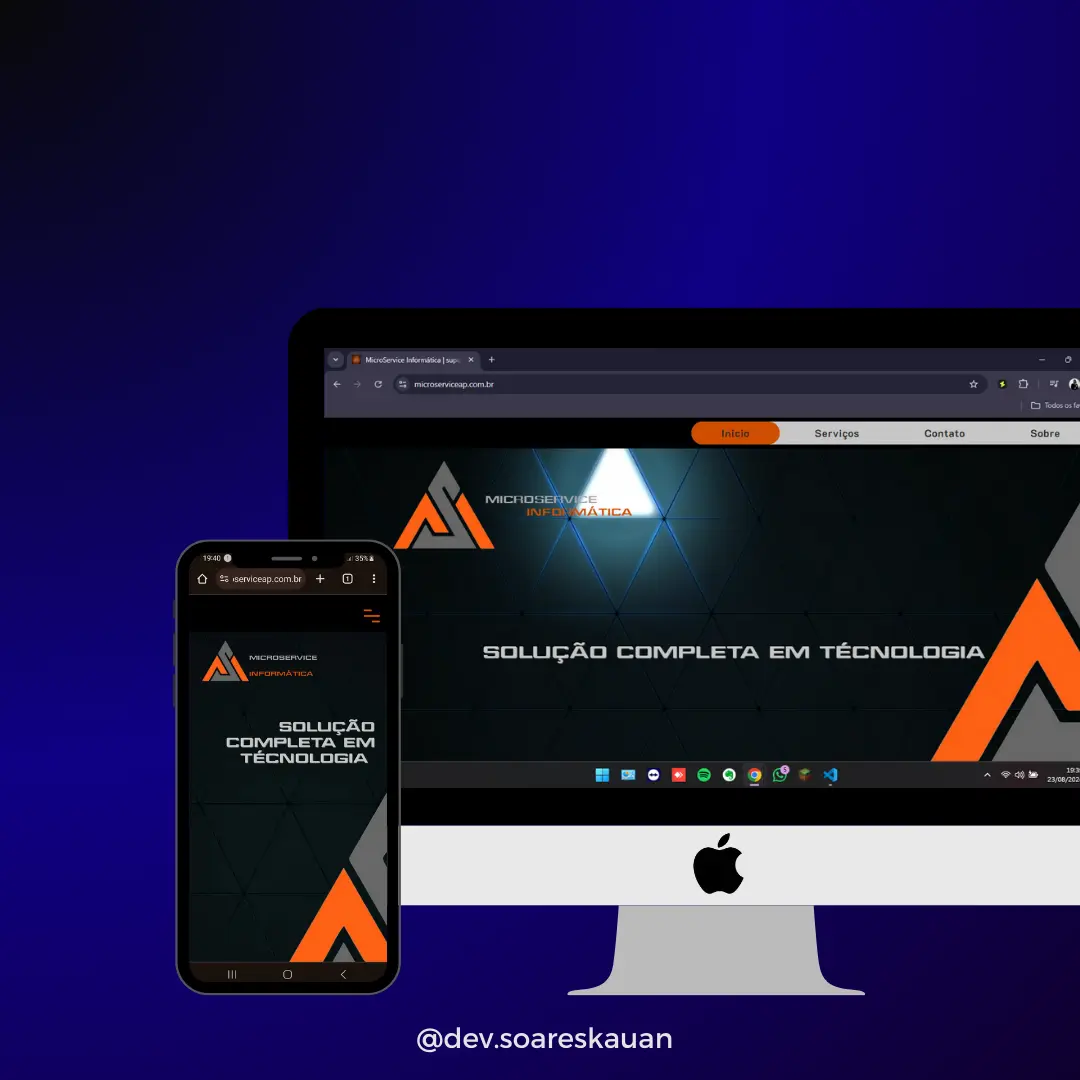 MicroService Informática | sup
microserviceap.com.br
Todos os fa
Início
Serviços
Contato
Sobre
MICROSERVICE
INFORMÁTICA
SOLUÇÃO COMPLETA EM TÉCNOLOGIA
5
19:3
23/08/202
19:40
35%
serviceap.com.br
1
MICROSERVICE
INFORMÁTICA
SOLUÇÃO
COMPLETA EM
TÉCNOLOGIA
@dev.soareskauan